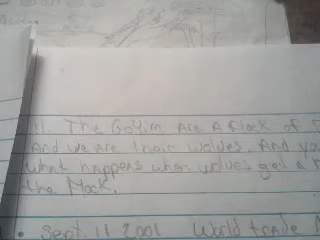 11. The Goyim Are A flock of
And we are their wolves. And yo
What happens when wolves get a h
the flock.
• Sept. 11 2001 World trade